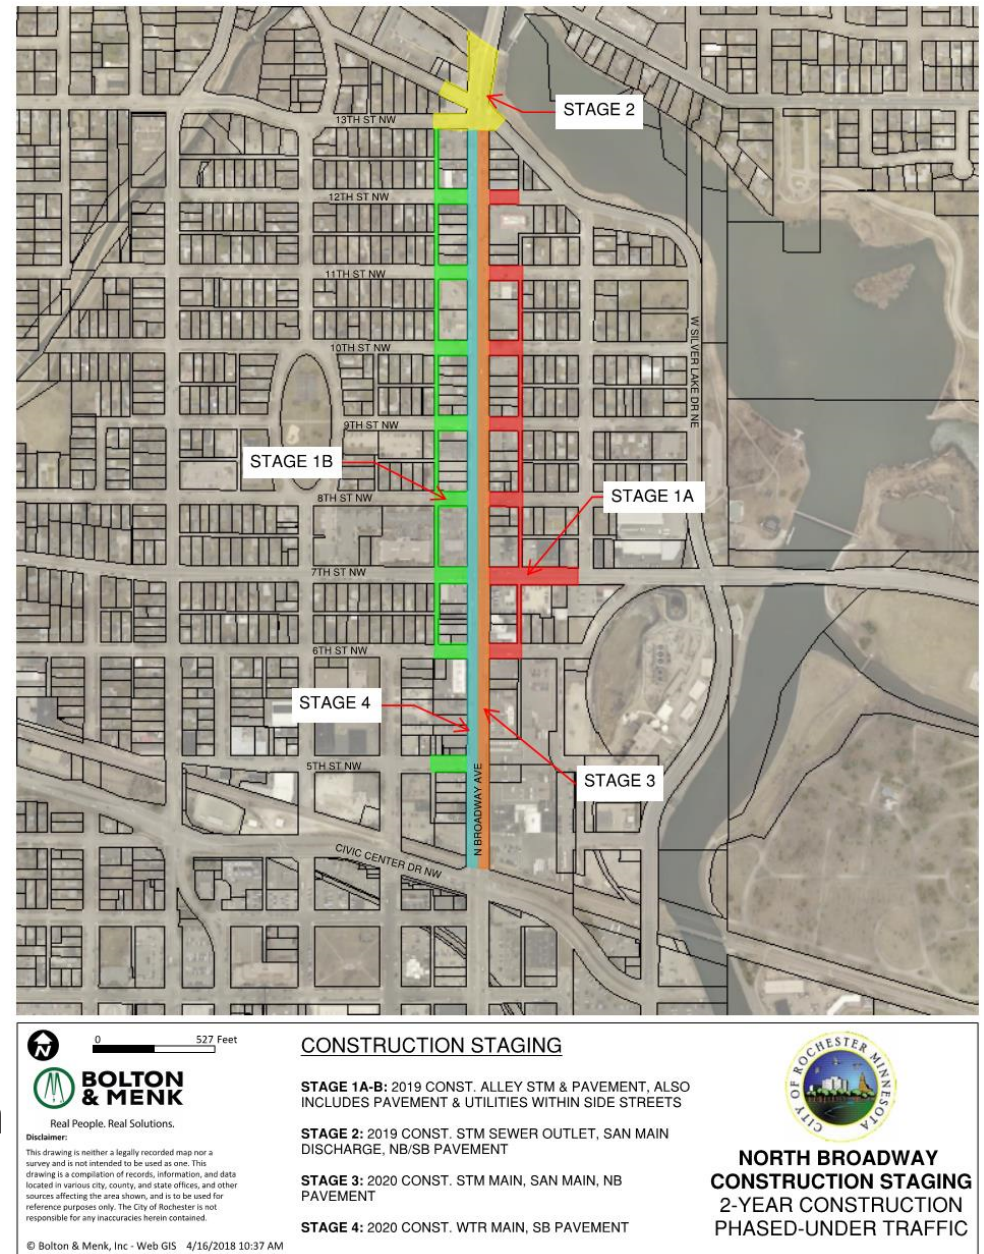 STAGE 2
13TH ST NW
12TH ST NW
11TH ST NW
10TH ST NW
W SILVER LAKE DR NE
9TH ST NW
STAGE 1B
8TH ST NW
STAGE 1A
7TH ST NW
6TH ST NW
STAGE 4
5TH ST NW
STAGE 3
N BROADWAY AVE
CIVIC CENTER DR NW
N
0 527 Feet
BOLTON
& MENK
Real People. Real Solutions.
Disclaimer:
This drawing is neither a legally recorded map nor a
survey and is not intended to be used as one. This
drawing is a compilation of records, information, and data
located in various city, county, and state offices, and other
sources affecting the area shown, and is to be used for
reference purposes only. The City of Rochester is not
responsible for any inaccuracies herein contained.
© Bolton & Menk, Inc - Web GIS 4/16/2018 10:37 AM
CONSTRUCTION STAGING
STAGE 1A-B: 2019 CONST. ALLEY STM & PAVEMENT, ALSO
INCLUDES PAVEMENT & UTILITIES WITHIN SIDE STREETS
STAGE 2: 2019 CONST. STM SEWER OUTLET, SAN MAIN
DISCHARGE, NB/SB PAVEMENT
STAGE 3: 2020 CONST. STM MAIN, SAN MAIN, NB
PAVEMENT
STAGE 4: 2020 CONST. WTR MAIN, SB PAVEMENT
CITY OF ROCHESTER MINNESOTA
NORTH BROADWAY
CONSTRUCTION STAGING
2-YEAR CONSTRUCTION
PHASED-UNDER TRAFFIC